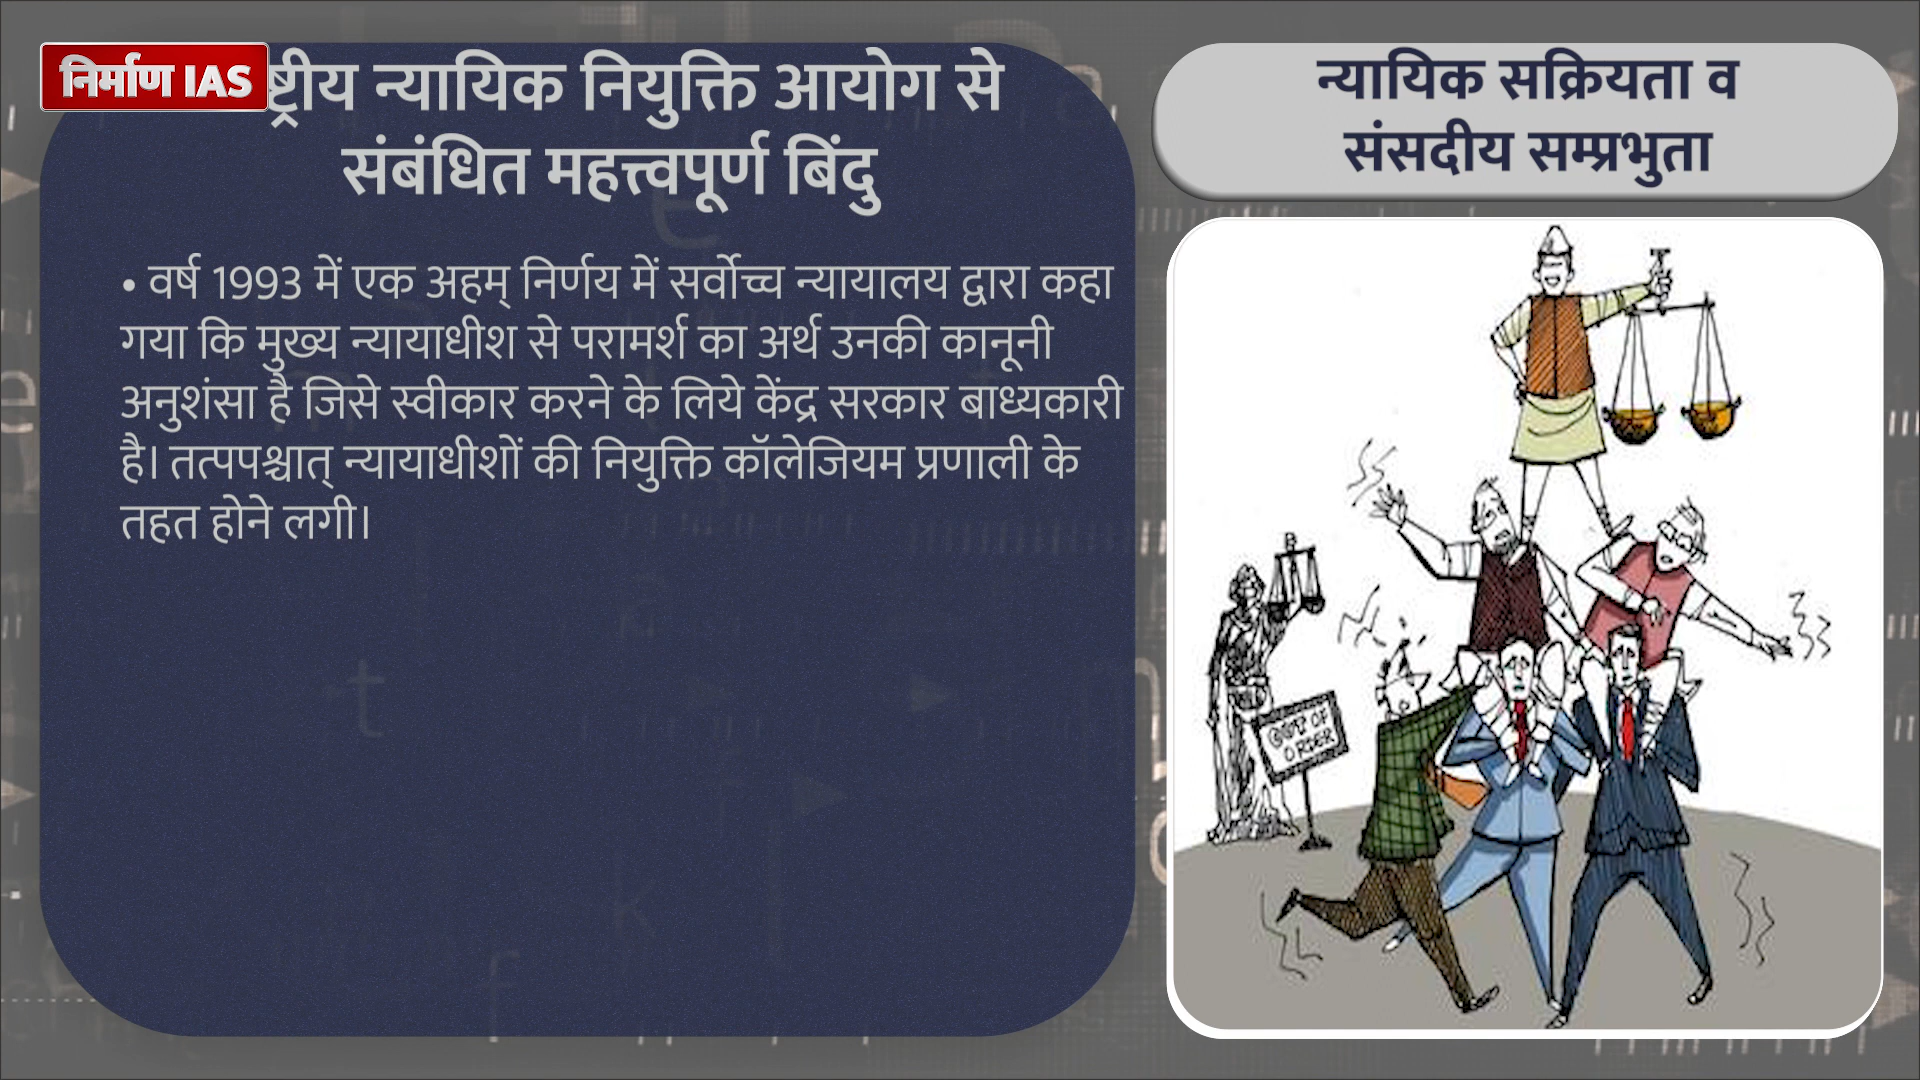 निर्माण IAS
ष्ट्रीय न्यायिक नियुक्ति आयोग से
संबंधित महत्त्वपूर्ण बिंदु
• वर्ष 1993 में एक अहम् निर्णय में सर्वोच्च न्यायालय द्वारा कहा
गया कि मुख्य न्यायाधीश से परामर्श का अर्थ उनकी कानूनी
अनुशंसा है जिसे स्वीकार करने के लिये केंद्र सरकार बाध्यकारी
है। तत्पपश्चात् न्यायाधीशों की नियुक्ति कॉलेजियम प्रणाली के
तहत होने लगी।
न्यायिक सक्रियता व
संसदीय सम्प्रभुता
OUT OF
ORDER